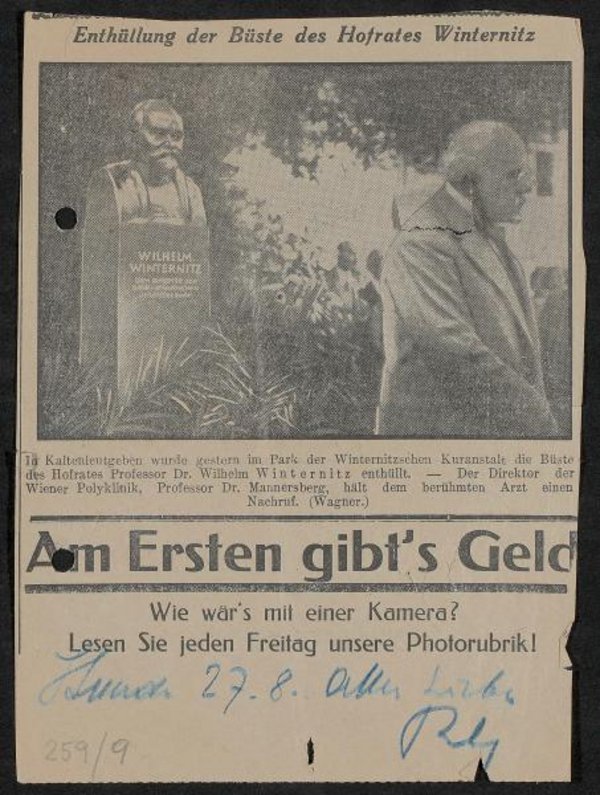 Enthüllung der Büste des Hofrates Winternitz
WILHELM
WINTERNITZ
In Kaltenleutgeben wurde gestern im Park der Winternitzschen Kuranstalt die Büste
des Hofrates Professor Dr. Wilhelm Winternitz enthüllt. — Der Direktor der
Wiener Polyklinik, Professor Dr. Mannersberg, hält dem berühmten Arzt einen
Nachruf. (Wagner.)
Am Ersten gibt's Geld
Wie wär's mit einer Kamera?
Lesen Sie jeden Freitag unsere Photorubrik!
27. 8.
259/9